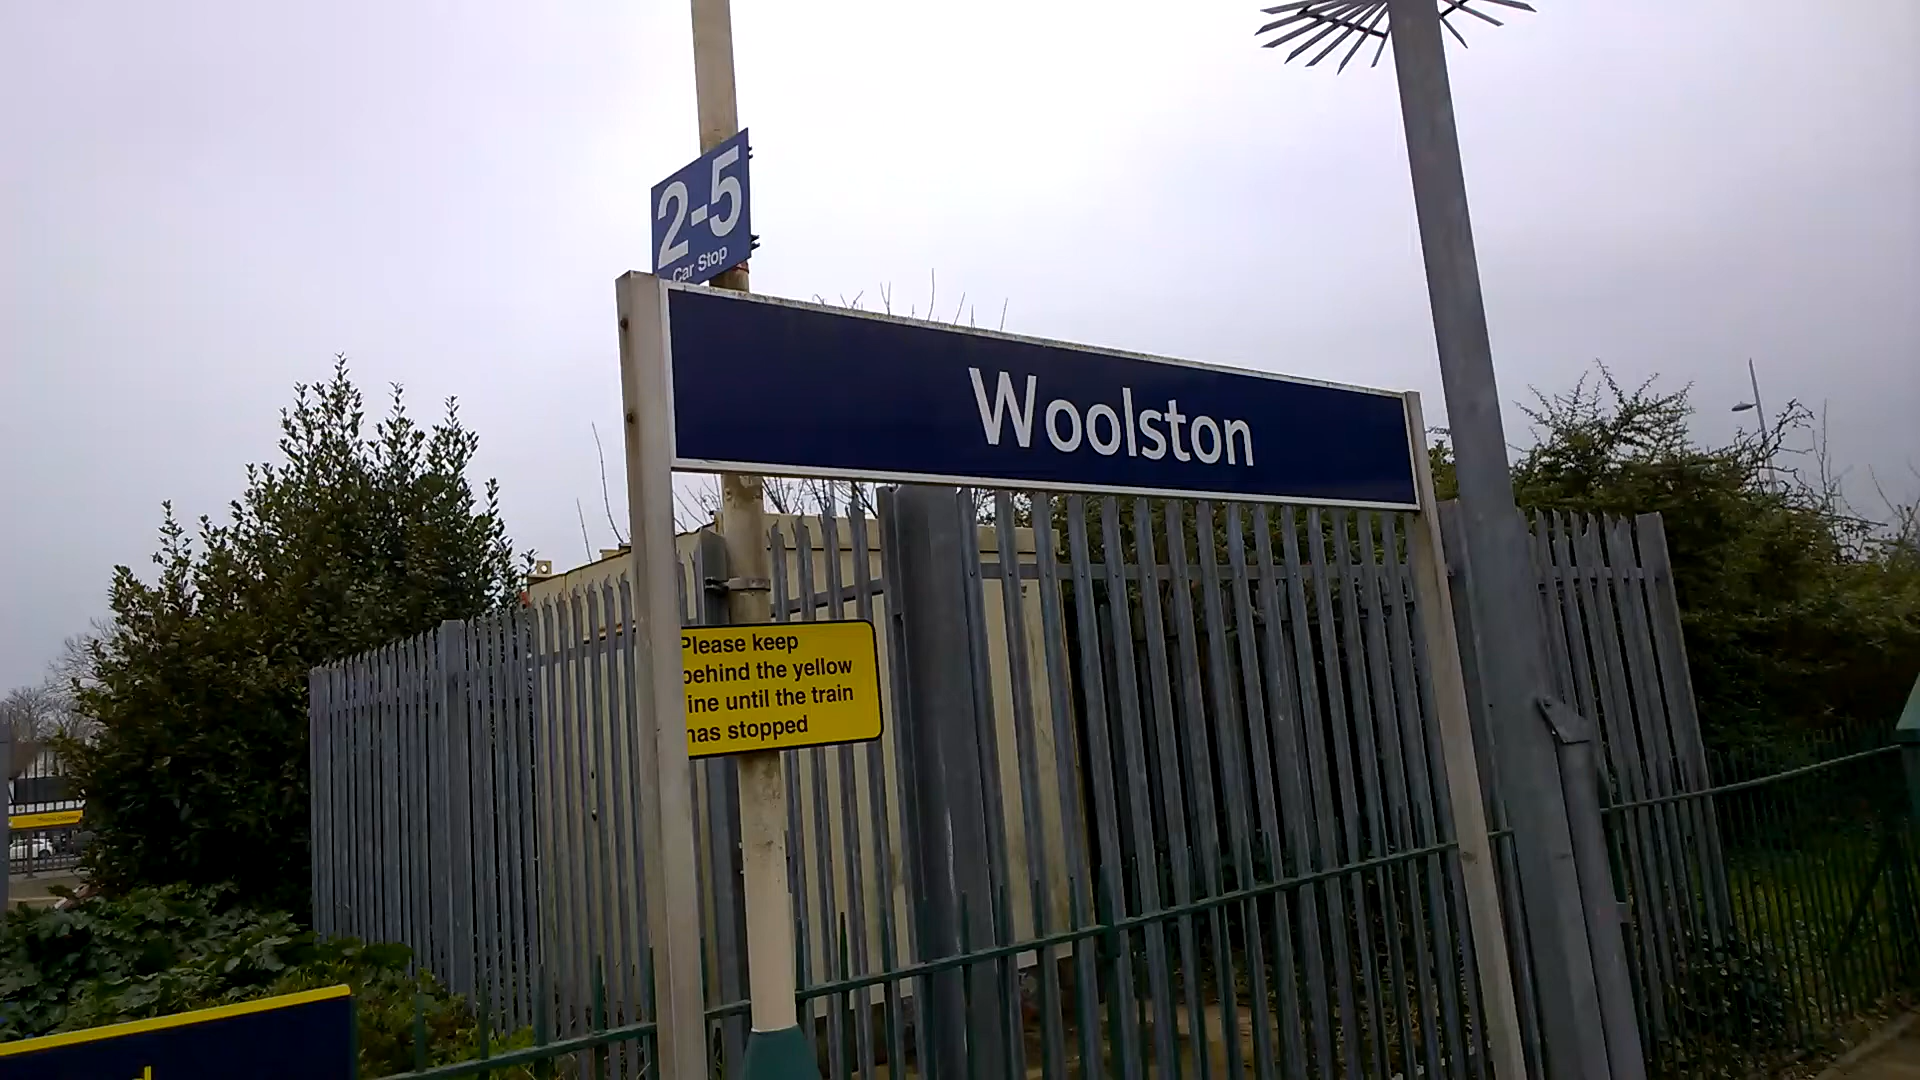 2-5
Car Stop
Woolston
Please keep
behind the yellow
line until the train
has stopped